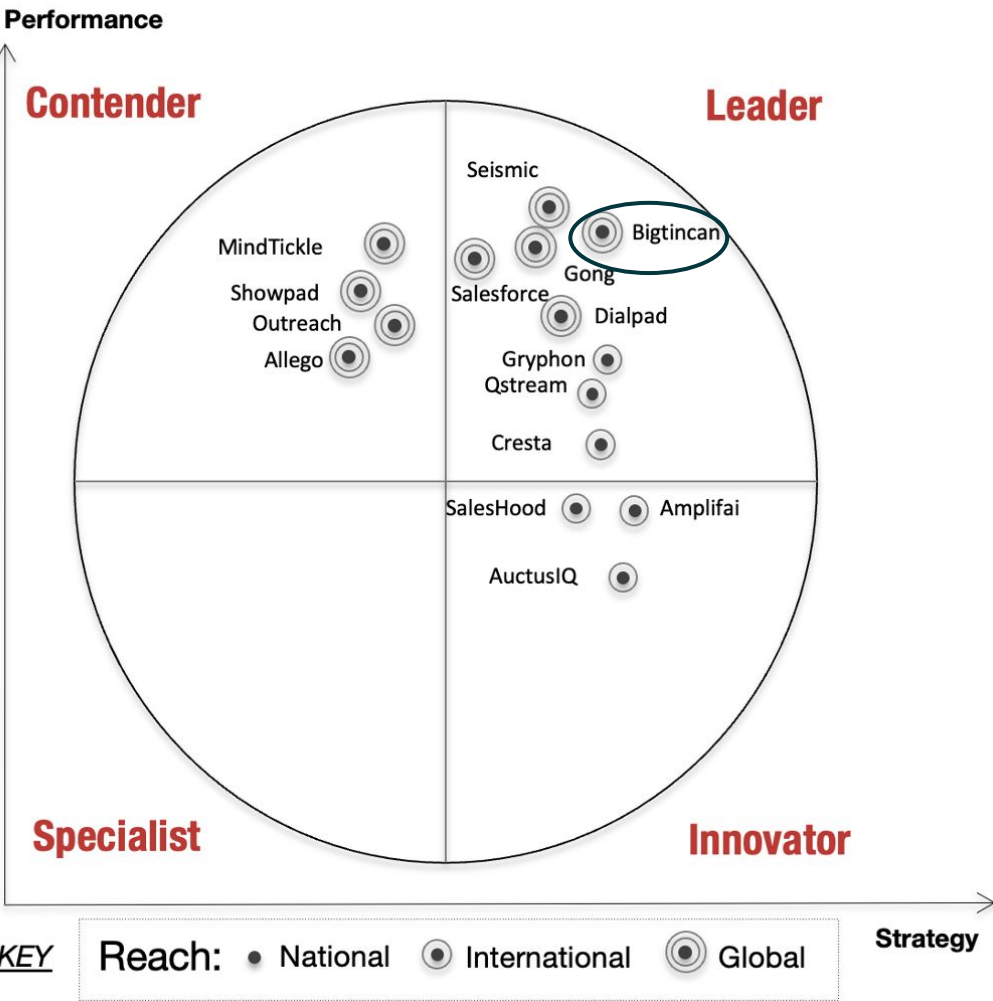 Performance
Contender
Leader
Seismic
Bigtincan
MindTickle
Gong
Showpad
Salesforce
Outreach
Dialpad
Allego
Gryphon
Qstream
Cresta
SalesHood
Amplifai
AuctusIQ
Specialist
Innovator
Strategy
KEY
Reach: National International Global